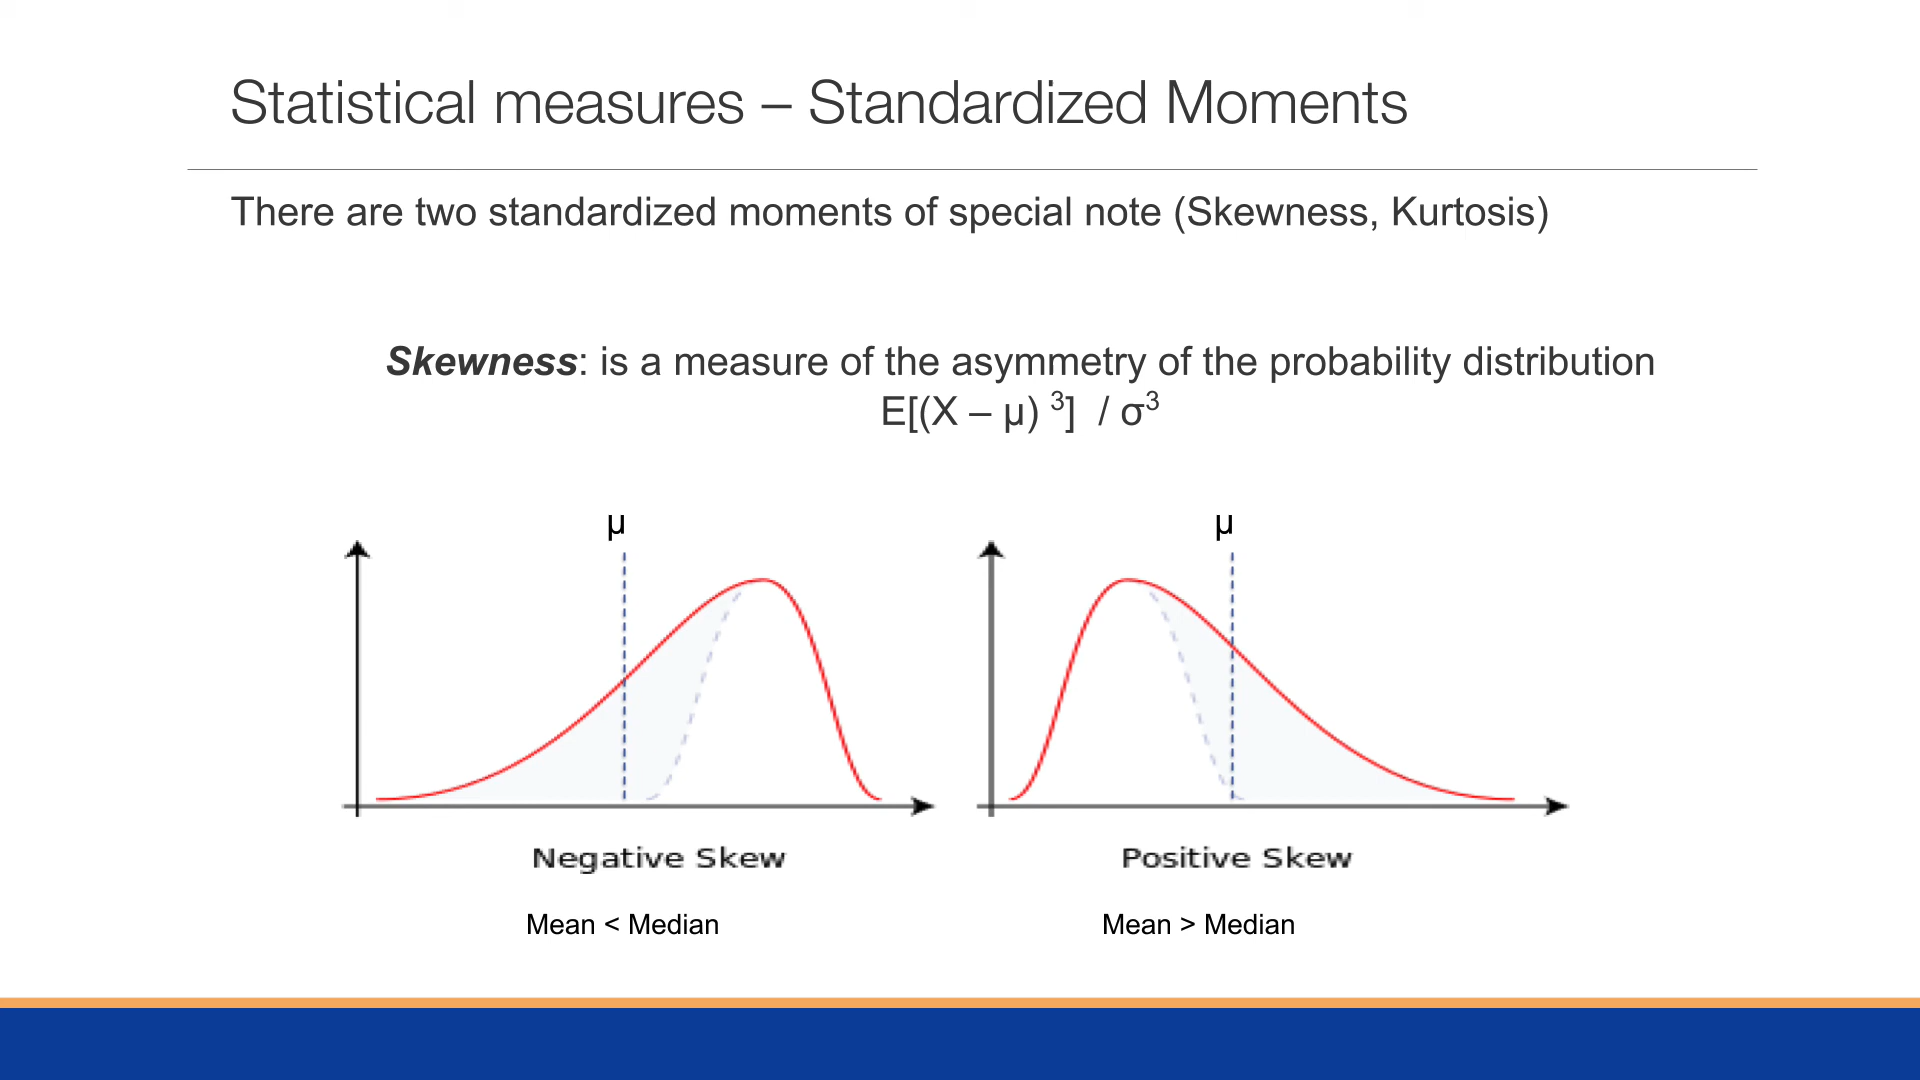 Statistical measures – Standardized Moments
There are two standardized moments of special note (Skewness, Kurtosis)
Skewness: is a measure of the asymmetry of the probability distribution
E[(X – μ) ³] / σ³
μ
μ
Negative Skew
Positive Skew
Mean < Median
Mean > Median